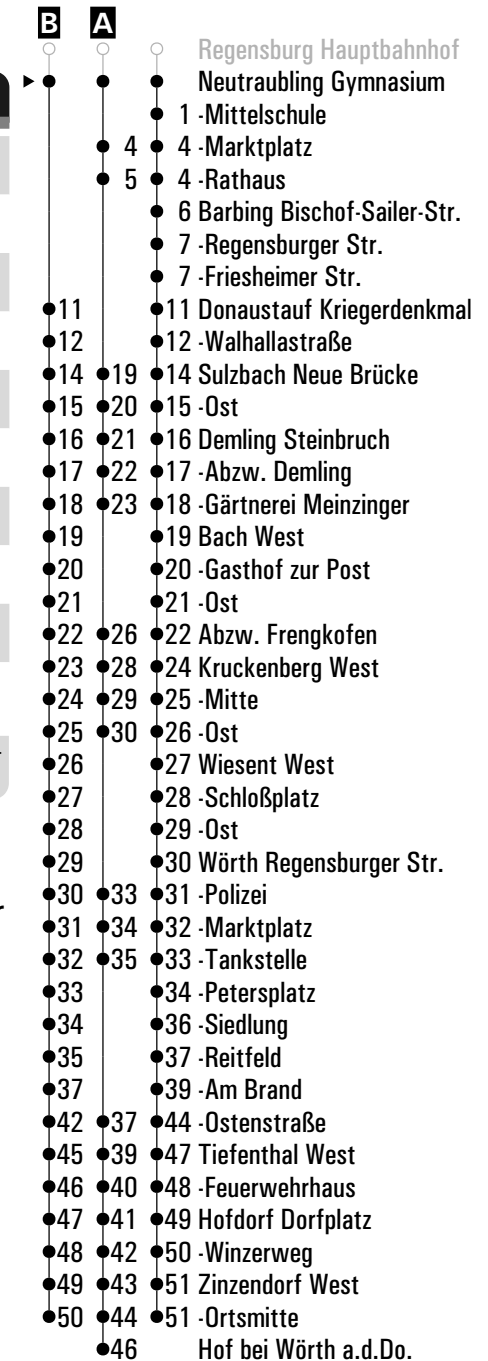 B A
Regensburg Hauptbahnhof
Neutraubling Gymnasium
1 -Mittelschule
4 4 -Marktplatz
5 4 -Rathaus
6 Barbing Bischof-Sailer-Str.
7 -Regensburger Str.
7 -Friesheimer Str.
11 11 Donaustauf Kriegerdenkmal
12 12 -Walhallastraße
14 19 14 Sulzbach Neue Brücke
15 20 15 -Ost
16 21 16 Demling Steinbruch
17 22 17 -Abzw. Demling
18 23 18 -Gärtnerei Meinzinger
19 19 Bach West
20 20 -Gasthof zur Post
21 21 -Ost
22 26 22 Abzw. Frengkofen
23 28 24 Kruckenberg West
24 29 25 -Mitte
25 30 26 -Ost
26 27 Wiesent West
27 28 -Schloßplatz
28 29 -Ost
29 30 Wörth Regensburger Str.
30 33 31 -Polizei
31 34 32 -Marktplatz
32 35 33 -Tankstelle
33 34 -Petersplatz
34 36 -Siedlung
35 37 -Reitfeld
37 39 -Am Brand
42 37 44 -Ostenstraße
45 39 47 Tiefenthal West
46 40 48 -Feuerwehrhaus
47 41 49 Hofdorf Dorfplatz
48 42 50 -Winzerweg
49 43 51 Zinzendorf West
50 44 51 -Ortsmitte
46 Hof bei Wörth a.d.Do.